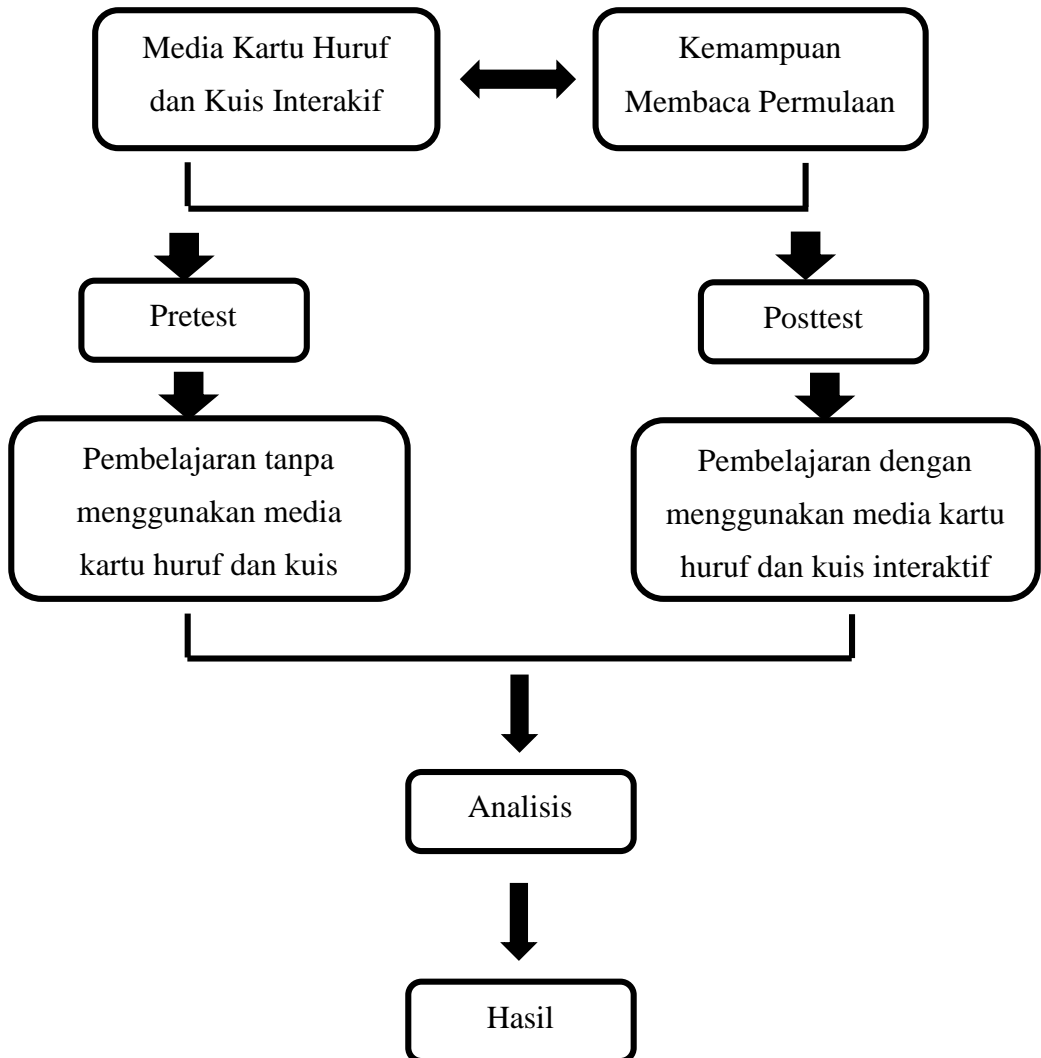 Media Kartu Huruf
dan Kuis Interakif
Kemampuan
Membaca Permulaan
Pretest
Posttest
Pembelajaran tanpa
menggunakan media
kartu huruf dan kuis
Pembelajaran dengan
menggunakan media kartu
huruf dan kuis interaktif
Analisis
Hasil